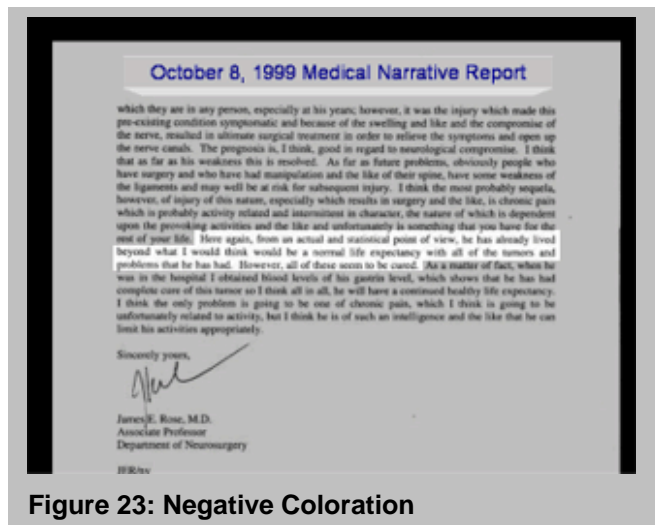 October 8, 1999 Medical Narrative Report
which they are in any person, especially at his years; however, it was the injury which made this
pre-existing condition symptomatic and because of the swelling and like and the compromise of
the nerve, resulted in ultimate surgical treatment in order to relieve the symptoms and open up
the nerve canals. The prognosis is, I think, good in regard to neurological compromise. I think
that as far as his weakness this is resolved. As far as future problems, obviously people who
have surgery and who have had manipulation and the like of their spine, have some weakness of
the ligaments and may well be at risk for subsequent injury. I think the most probably sequela,
however, of injury of this nature, especially which results in surgery and the like, is chronic pain
which is probably activity related and intermittent in character, the nature of which is dependent
upon the provoking activities and the like and unfortunately is something that you have for the
rest of your life. Here again, from an actual and statistical point of view, he has already lived
beyond what I would think would be a normal life expectancy with all of the tumors and
problems that he has had. However, all of these seem to be cured. As a matter of fact, when he
was in the hospital I obtained blood levels of his gastrin level, which shows that he has had
complete cure of this tumor so I think all in all, he will have a continued healthy life expectancy.
I think the only problem is going to be one of chronic pain, which I think is going to be
unfortunately related to activity, but I think he is of such an intelligence and the like that he can
limit his activities appropriately.
Sincerely yours,
James E. Rose, M.D.
Associate Professor
Department of Neurosurgery
Figure 23: Negative Coloration